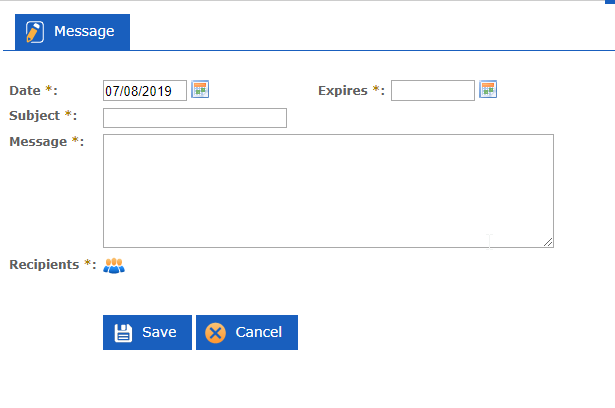 Message
Date *: 07/08/2019 Expires *:
Subject *:
Message *:
Recipients *:
Save Cancel